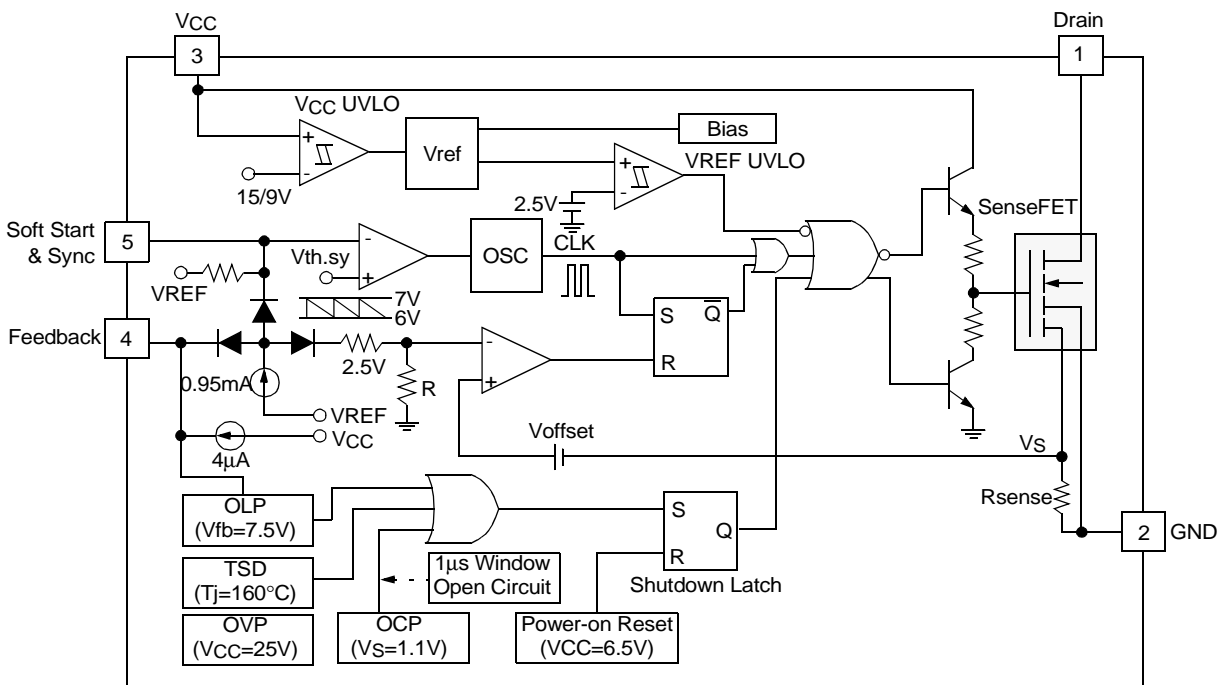 VCC
3
Drain
1
VCC UVLO
+
-
15/9V
Vref
Bias
VREF UVLO
+
-
2.5V
SenseFET
Soft Start
& Sync
5
VREF
Vth.sy
-
+
OSC
CLK
7V
6V
Feedback
4
0.95mA
2.5V
R
-
+
S
Q
R
VREF
VCC
4μA
Voffset
VS
Rsense
2
GND
OLP
(Vfb=7.5V)
TSD
(Tj=160°C)
OVP
(VCC=25V)
OCP
(VS=1.1V)
1μs Window
Open Circuit
S
Q
R
Shutdown Latch
Power-on Reset
(VCC=6.5V)